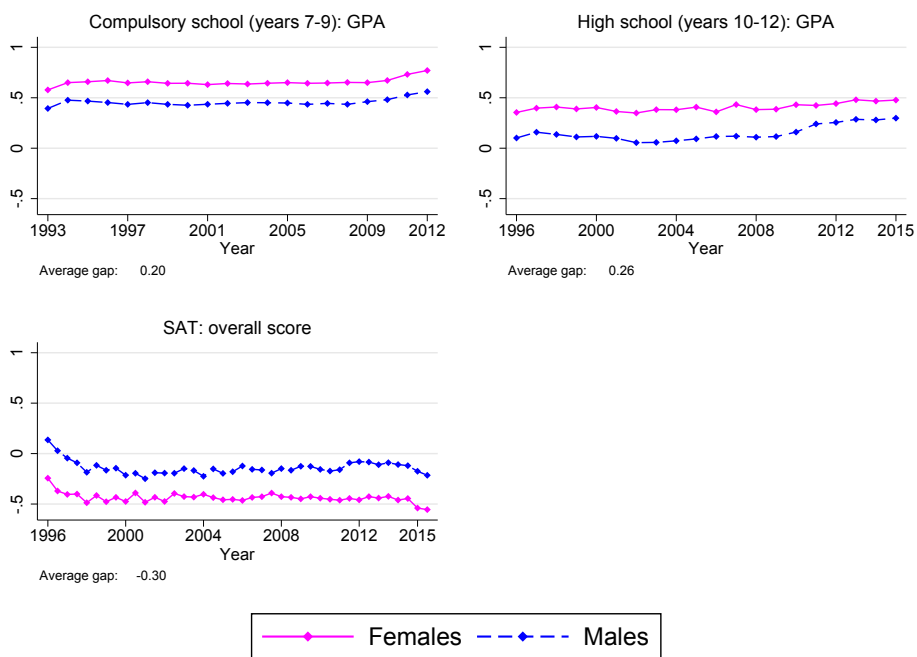 Compulsory school (years 7-9): GPA
1
.5
0
-.5
1993 1997 2001 2005 2009 2012
Year
Average gap: 0.20
High school (years 10-12): GPA
1
.5
0
-.5
1996 2000 2004 2008 2012 2015
Year
Average gap: 0.26
SAT: overall score
1
.5
0
-.5
1996 2000 2004 2008 2012 2015
Year
Average gap: -0.30
Females Males